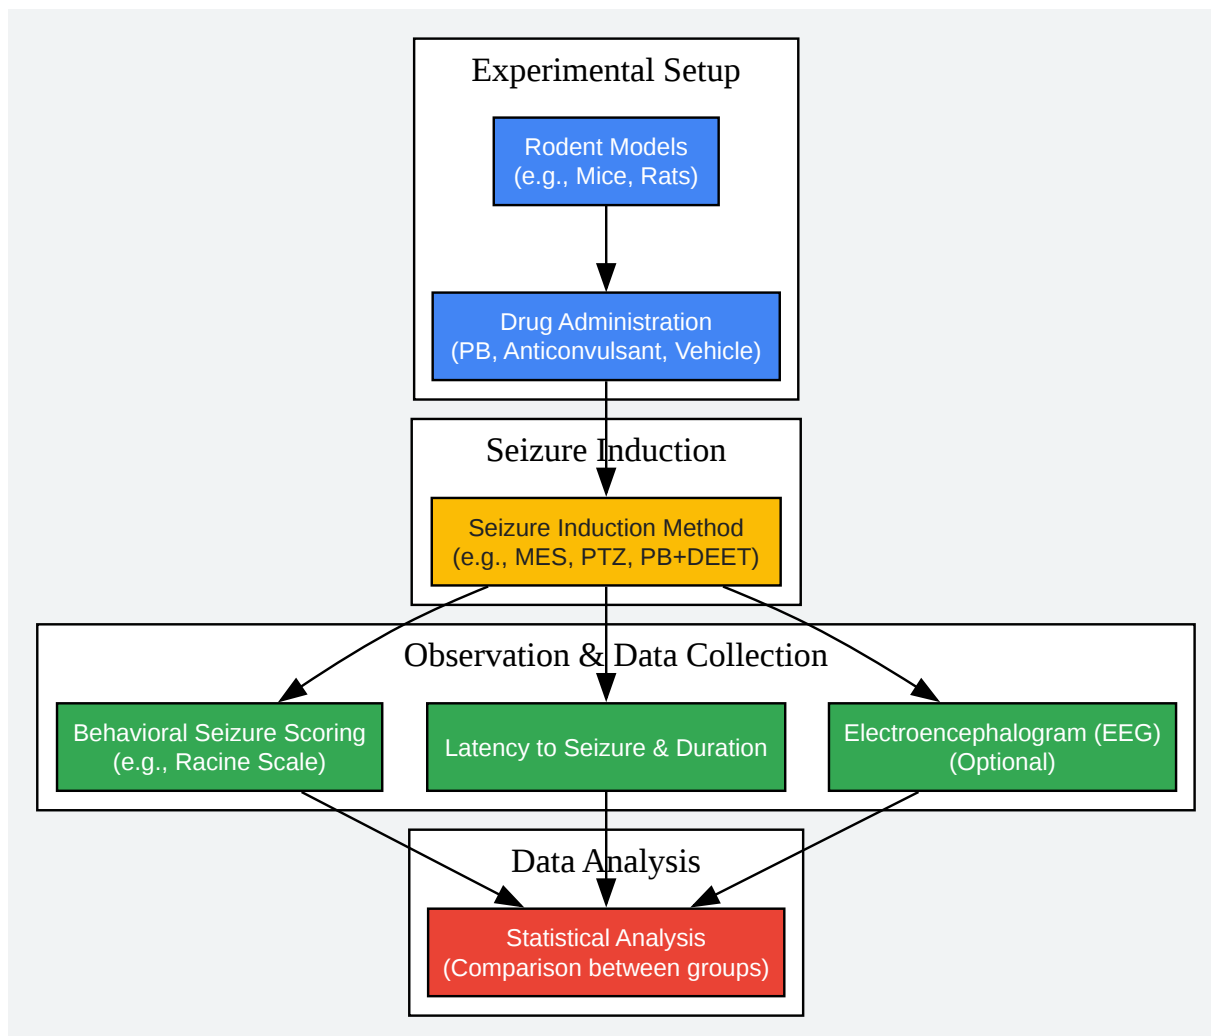 Experimental Setup
Rodent Models
(e.g., Mice, Rats)
Drug Administration
(PB, Anticonvulsant, Vehicle)
Seizure Induction
Seizure Induction Method
(e.g., MES, PTZ, PB+DEET)
Observation & Data Collection
Behavioral Seizure Scoring
(e.g., Racine Scale)
Latency to Seizure & Duration
Electroencephalogram (EEG)
(Optional)
Data Analysis
Statistical Analysis
(Comparison between groups)